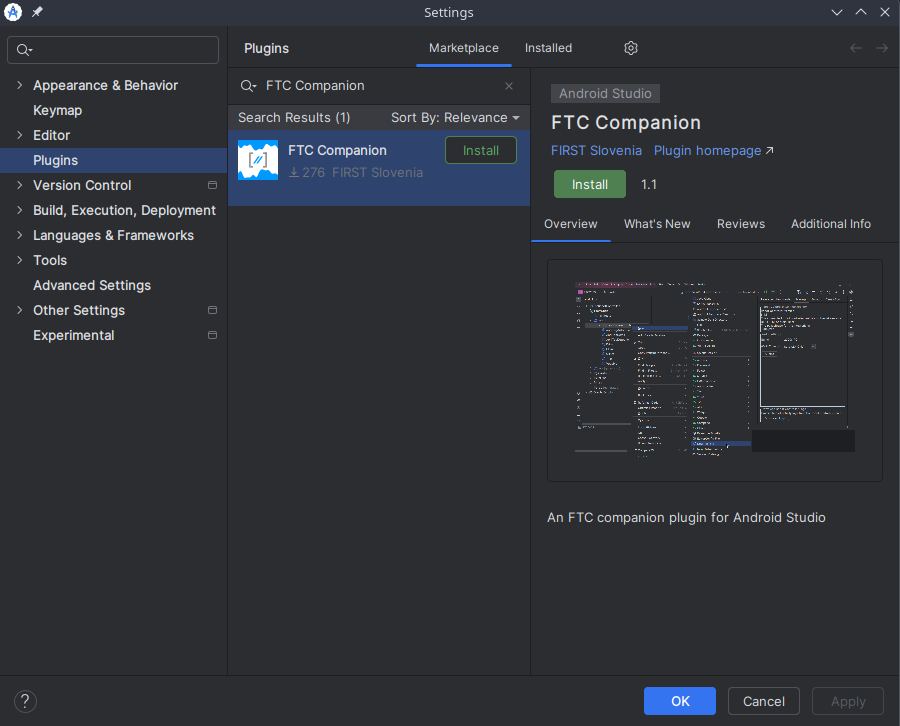 Settings
Plugins
Marketplace
Installed
Appearance & Behavior
Keymap
Editor
Plugins
Version Control
Build, Execution, Deployment
Languages & Frameworks
Tools
Advanced Settings
Other Settings
Experimental
FTC Companion
Search Results (1)
Sort By: Relevance
FTC Companion
Install
276 FIRST Slovenia
Android Studio
FTC Companion
FIRST Slovenia Plugin homepage
Install 1.1
Overview
What's New
Reviews
Additional Info
An FTC companion plugin for Android Studio
?
OK
Cancel
Apply